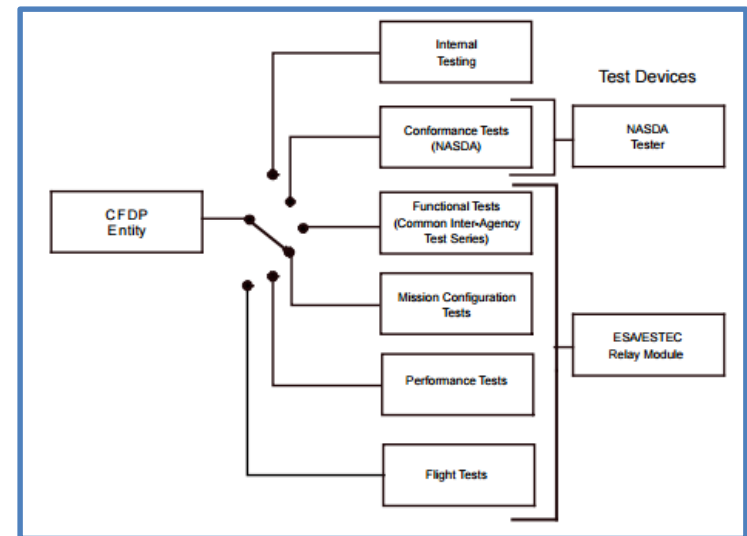 Internal
Testing
Test Devices
Conformance Tests
(NASDA)
NASDA
Tester
CFDP
Entity
Functional Tests
(Common Inter-Agency
Test Series)
Mission Configuration
Tests
ESA/ESTEC
Relay Module
Performance Tests
Flight Tests